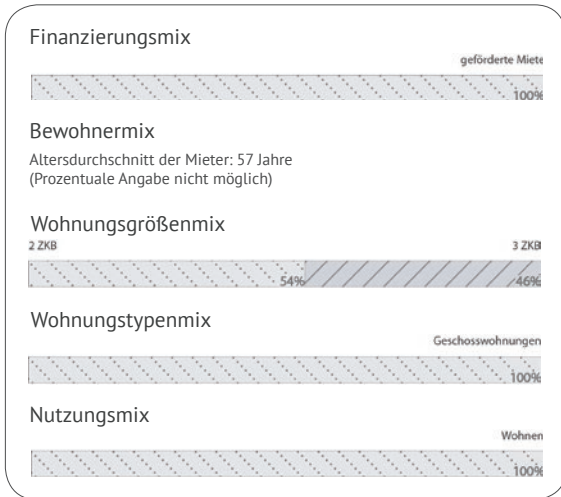 Finanzierungsmix
geförderte Miete
100%
Bewohnermix
Altersdurchschnitt der Mieter: 57 Jahre
(Prozentuale Angabe nicht möglich)
Wohnungsgrößenmix
2 ZKB 3 ZKB
54% 46%
Wohnungstypenmix
Geschosswohnungen
100%
Nutzungsmix
Wohnen
100%